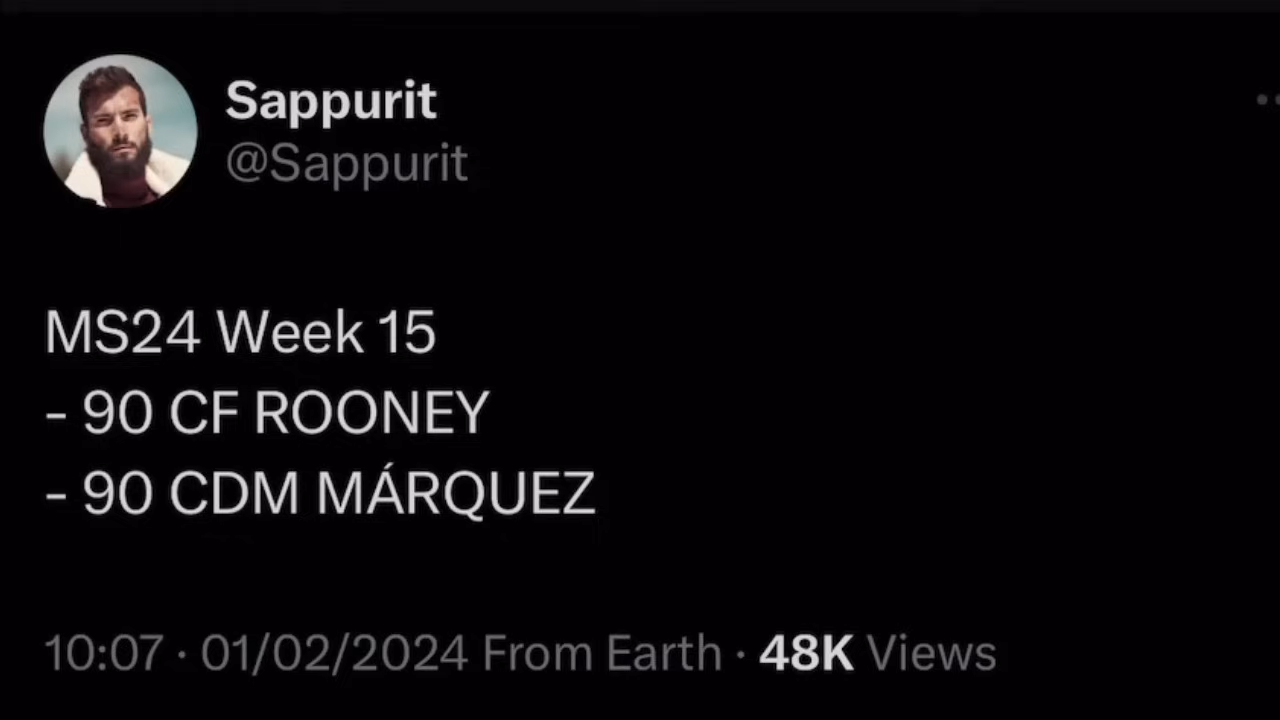 Sappurit
@Sappurit
MS24 Week 15
- 90 CF ROONEY
- 90 CDM MÁRQUEZ
10:07 · 01/02/2024 From Earth · 48K Views